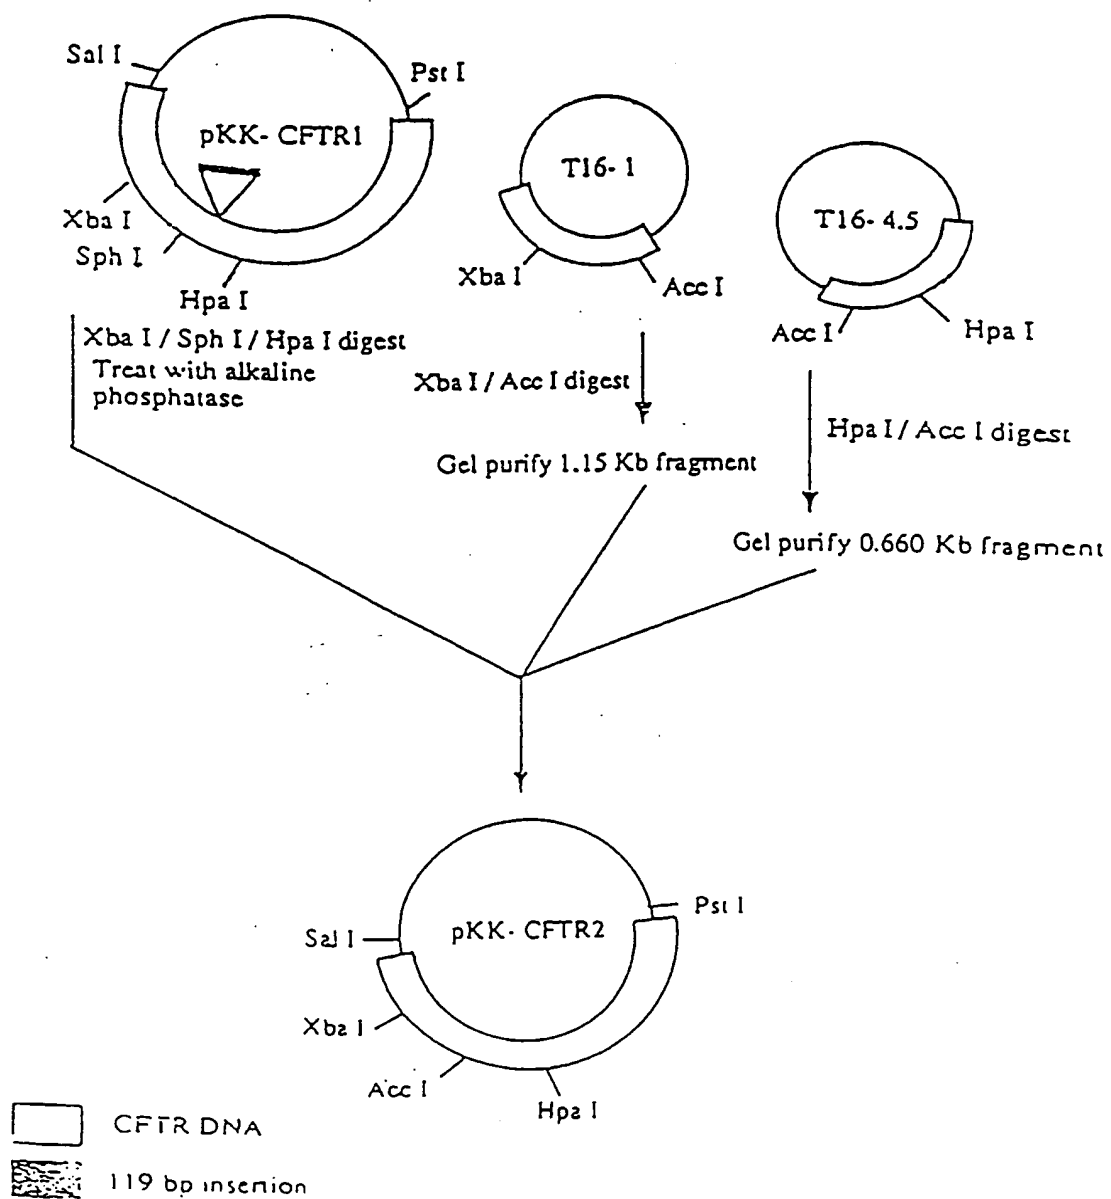 Sal I
Pst I
pKK- CFTR1
Xba I
Sph I
Hpa I
T16- 1
Xba I
Acc I
T16- 4.5
Acc I
Hpa I
Xba I / Sph I / Hpa I digest
Treat with alkaline
phosphatase
Xba I / Acc I digest
Hpa I / Acc I digest
Gel purify 1.15 Kb fragment
Gel purify 0.660 Kb fragment
Sal I
Pst I
pKK- CFTR2
Xba I
Acc I
Hpa I
CFTR DNA
119 bp insertion